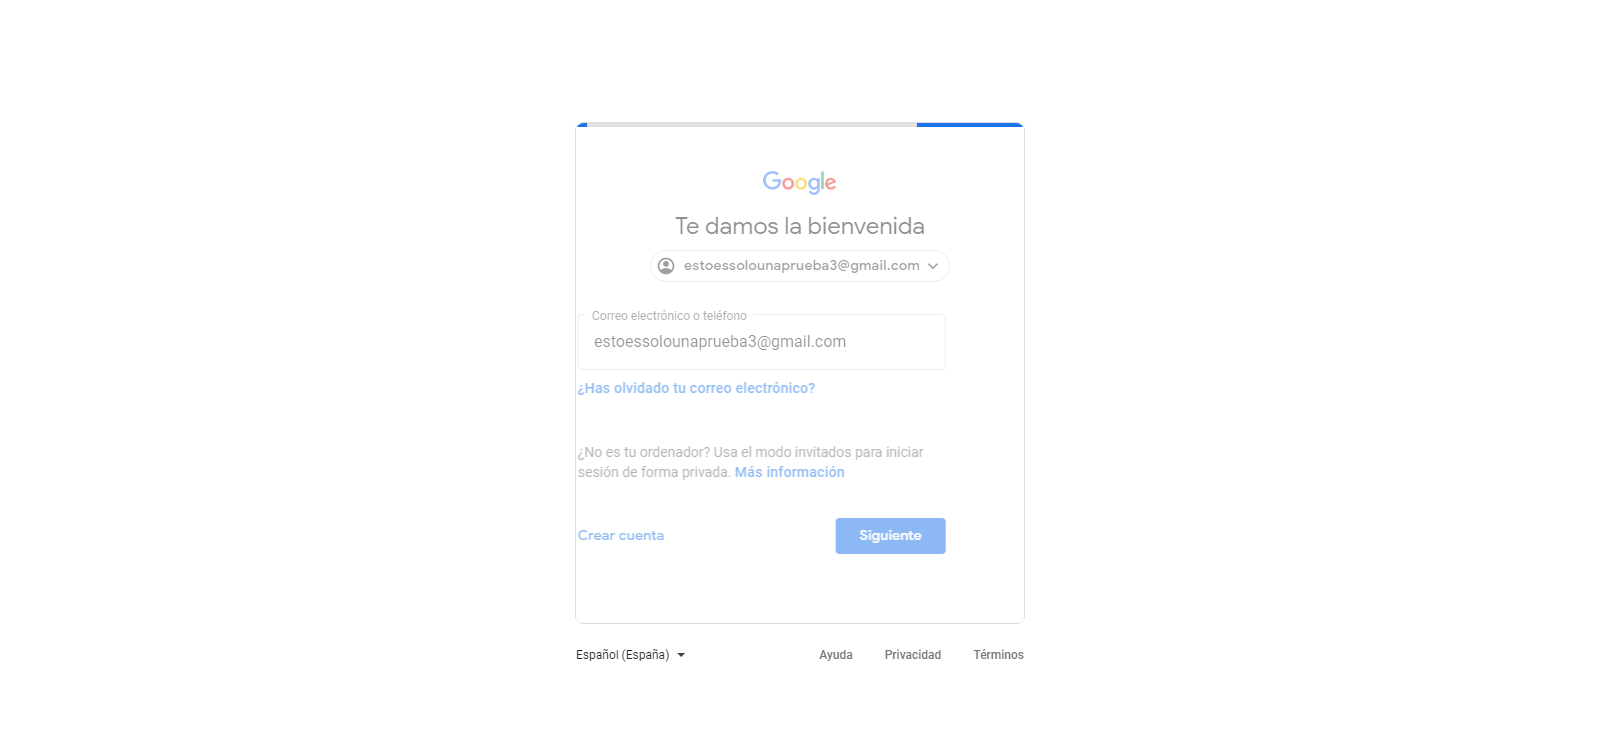 Google
Te damos la bienvenida
estoessolounaprueba3@gmail.com
Correo electrónico o teléfono
estoessolounaprueba3@gmail.com
¿Has olvidado tu correo electrónico?
¿No es tu ordenador? Usa el modo invitados para iniciar
sesión de forma privada. Más información
Crear cuenta Siguiente
Español (España) Ayuda Privacidad Términos